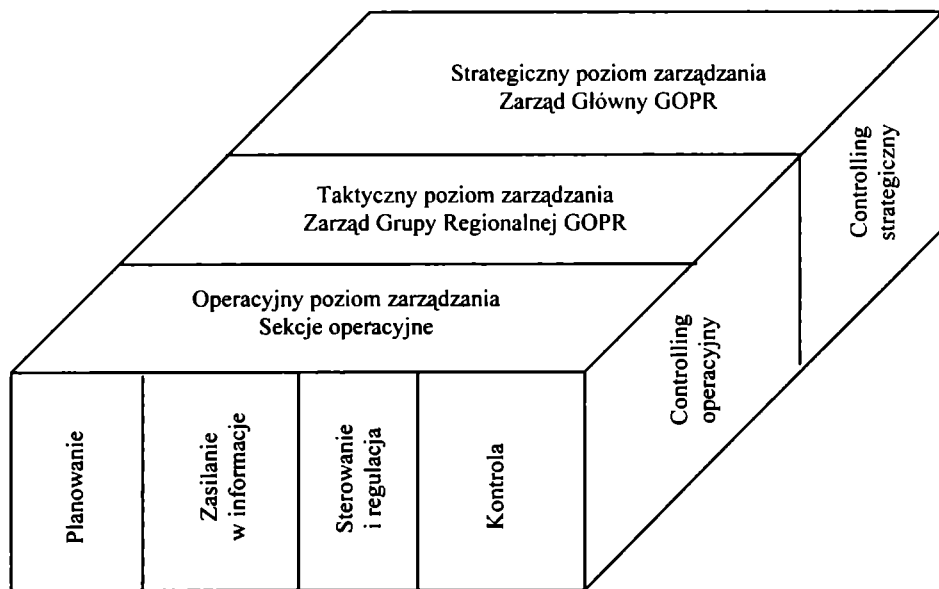 Strategiczny poziom zarządzania
Zarząd Główny GOPR
Taktyczny poziom zarządzania
Zarząd Grupy Regionalnej GOPR
Operacyjny poziom zarządzania
Sekcje operacyjne
Controlling
strategiczny
Controlling
operacyjny
Planowanie
Zasilanie
w informacje
Sterowanie
i regulacja
Kontrola